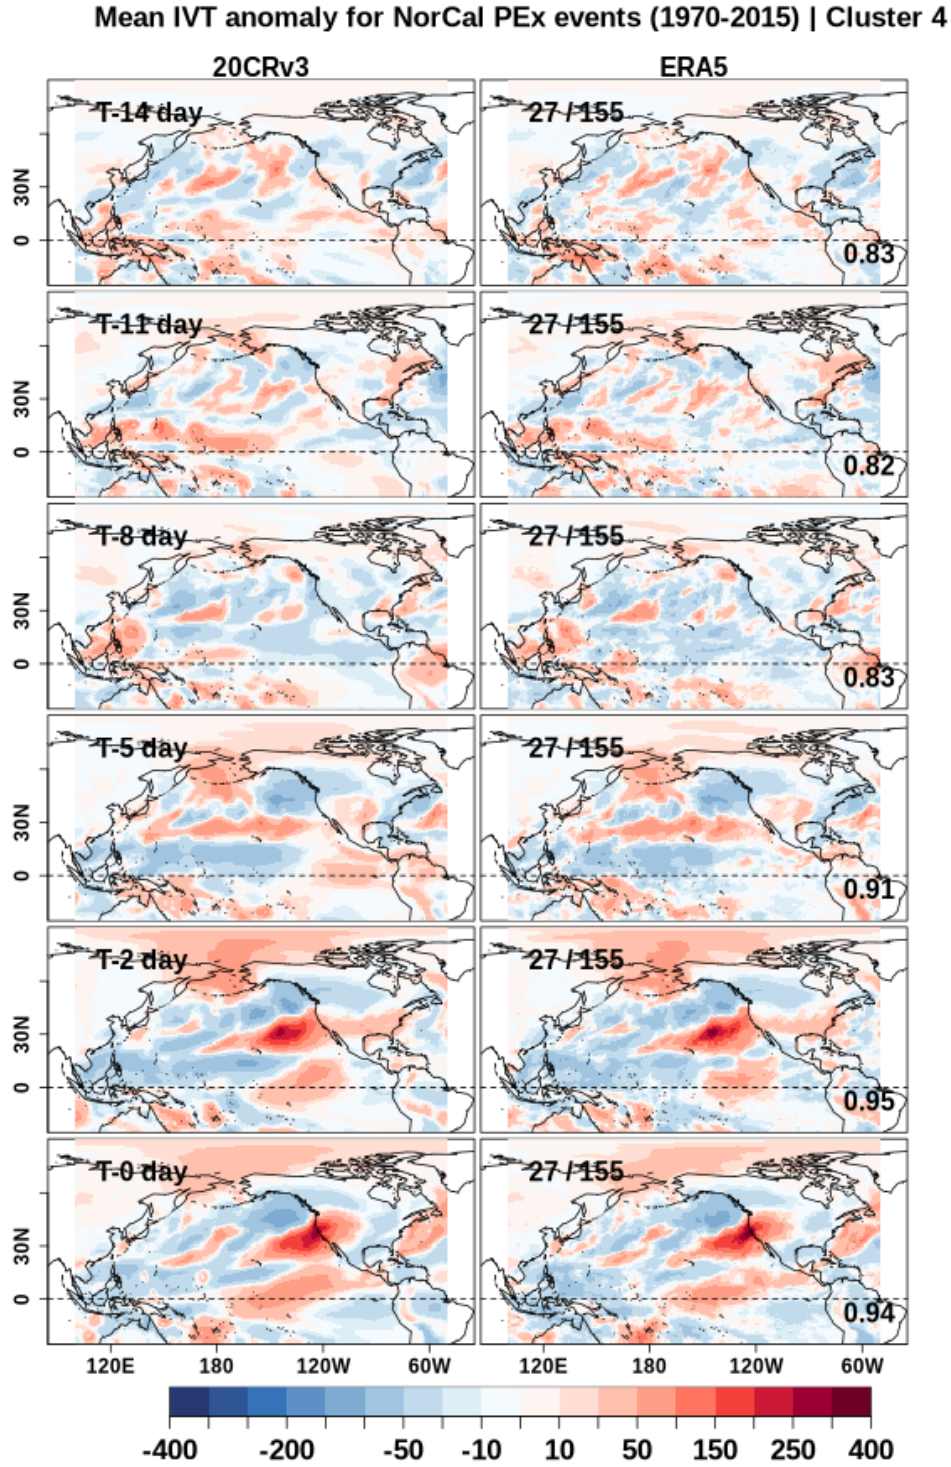 Mean IVT anomaly for NorCal PEx events (1970-2015) | Cluster 4
20CRv3 ERA5
T-14 day 27 / 155
30N
0
0.83
T-11 day 27 / 155
30N
0
0.82
T-8 day 27 / 155
30N
0
0.83
T-5 day 27 / 155
30N
0
0.91
T-2 day 27 / 155
30N
0
0.95
T-0 day 27 / 155
30N
0
0.94
120E 180 120W 60W 120E 180 120W 60W
-400 -200 -50 -10 10 50 150 250 400